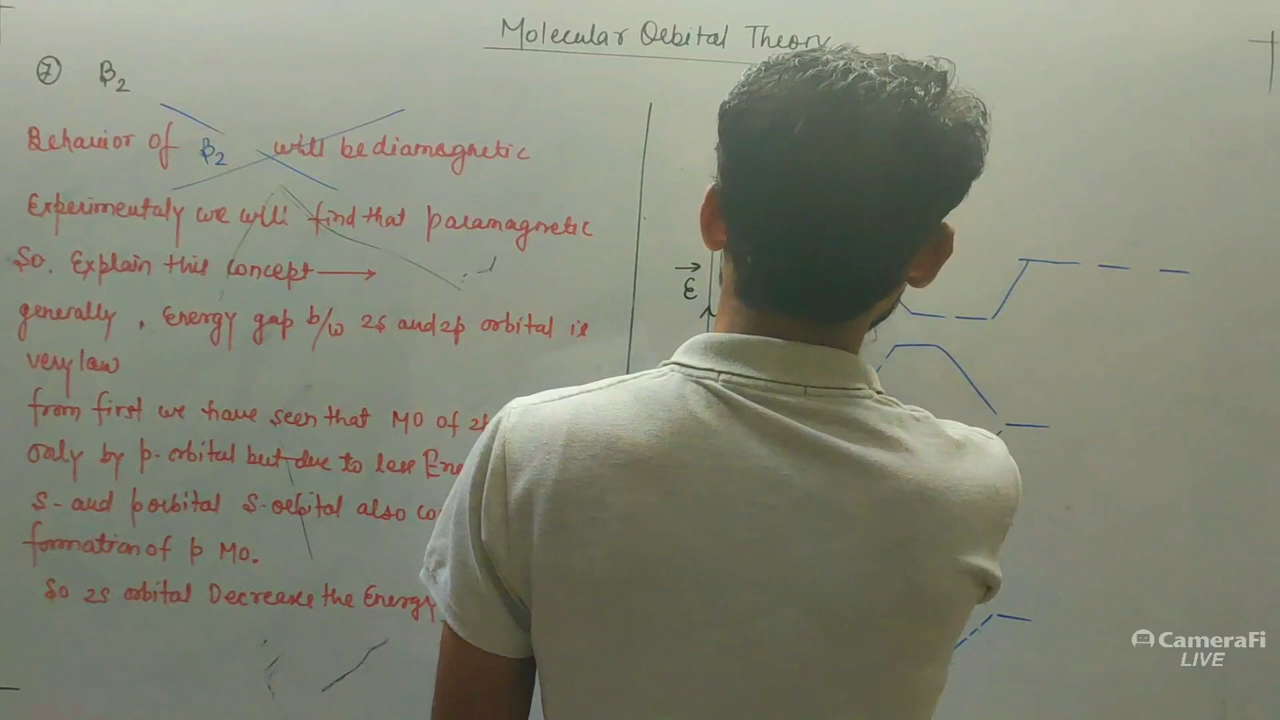 Molecular Orbital Theory
⑦ B2
Behavior of B2 will be diamagnetic
Experimentaly we will find that paramagnetic
So. Explain this concept ⟶
generally, Energy gap b/w 2s and 2p orbital is
very law
from first we have seen that MO of
only by p-orbital but due to less
s- and p orbital s-orbital also
formation of p MO.
So 2s orbital Decrease the Energy
→
E
CameraFi
LIVE